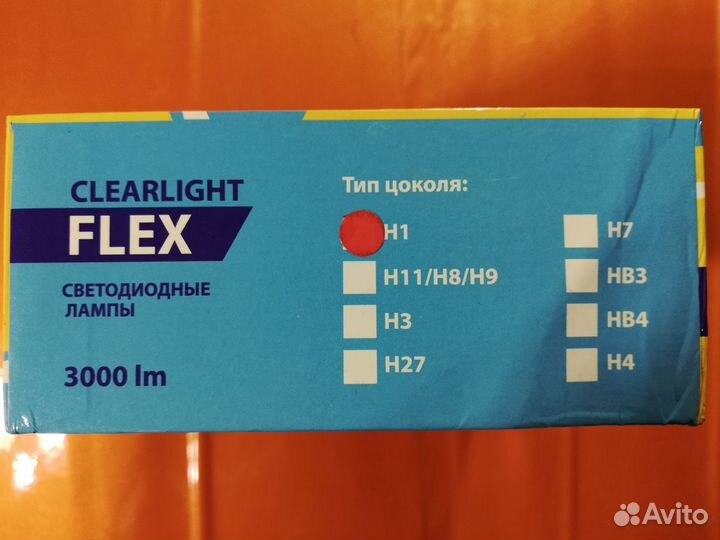 CLEARLIGHT
FLEX
СВЕТОДИОДНЫЕ
ЛАМПЫ
3000 lm
Тип цоколя:
H1
H11/H8/H9
H3
H27
H7
HB3
HB4
H4
Avito